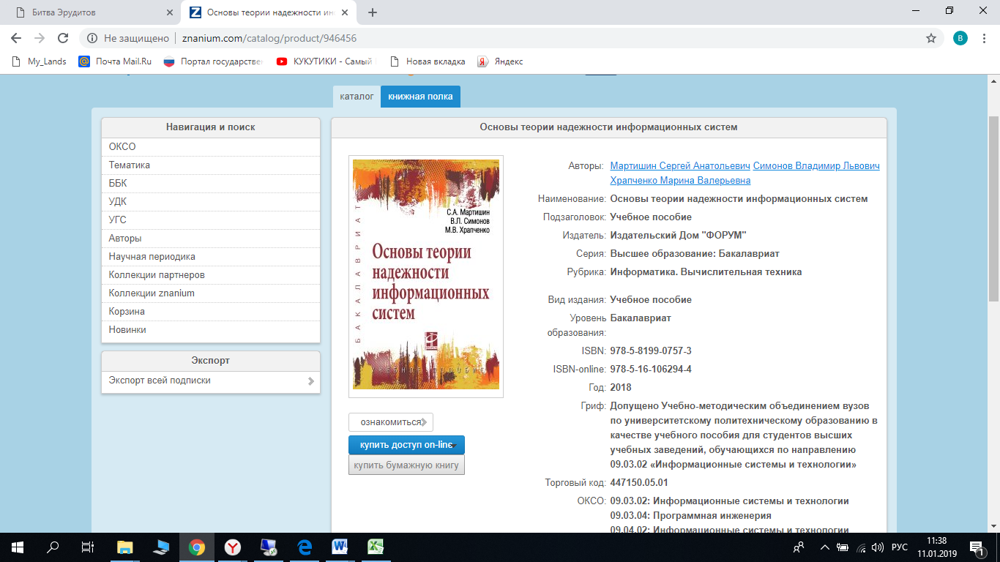 Битва Эрудитов
Основы теории надежности ин
Не защищено
znanium.com/catalog/product/946456
В
My_Lands
Почта Mail.Ru
Портал государстве
КУКУТИКИ - Самый
Новая вкладка
Яндекс
каталог
книжная полка
Навигация и поиск
ОКСО
Тематика
ББК
УДК
УГС
Авторы
Научная периодика
Коллекции партнеров
Коллекции znanium
Корзина
Новинки
Экспорт
Экспорт всей подписки
Основы теории надежности информационных систем
БАКАЛАВРИАТ
С.А. Мартишин
В.Л. Симонов
М.В. Храпченко
Основы теории
надежности
информационных
систем
УЧЕБНОЕ ПОСОБИЕ
ознакомиться
купить доступ on-line
купить бумажную книгу
Авторы: Мартишин Сергей Анатольевич Симонов Владимир Львович
Храпченко Марина Валерьевна
Наименование: Основы теории надежности информационных систем
Подзаголовок: Учебное пособие
Издатель: Издательский Дом "ФОРУМ"
Серия: Высшее образование: Бакалавриат
Рубрика: Информатика. Вычислительная техника
Вид издания: Учебное пособие
Уровень Бакалавриат
образования:
ISBN: 978-5-8199-0757-3
ISBN-online: 978-5-16-106294-4
Год: 2018
Гриф: Допущено Учебно-методическим объединением вузов
по университетскому политехническому образованию в
качестве учебного пособия для студентов высших
учебных заведений, обучающихся по направлению
09.03.02 «Информационные системы и технологии»
Торговый код: 447150.05.01
ОКСО: 09.03.02: Информационные системы и технологии
09.03.04: Программная инженерия
09.04.02: Информационные системы и технологии
РУС
11:38
11.01.2019
1